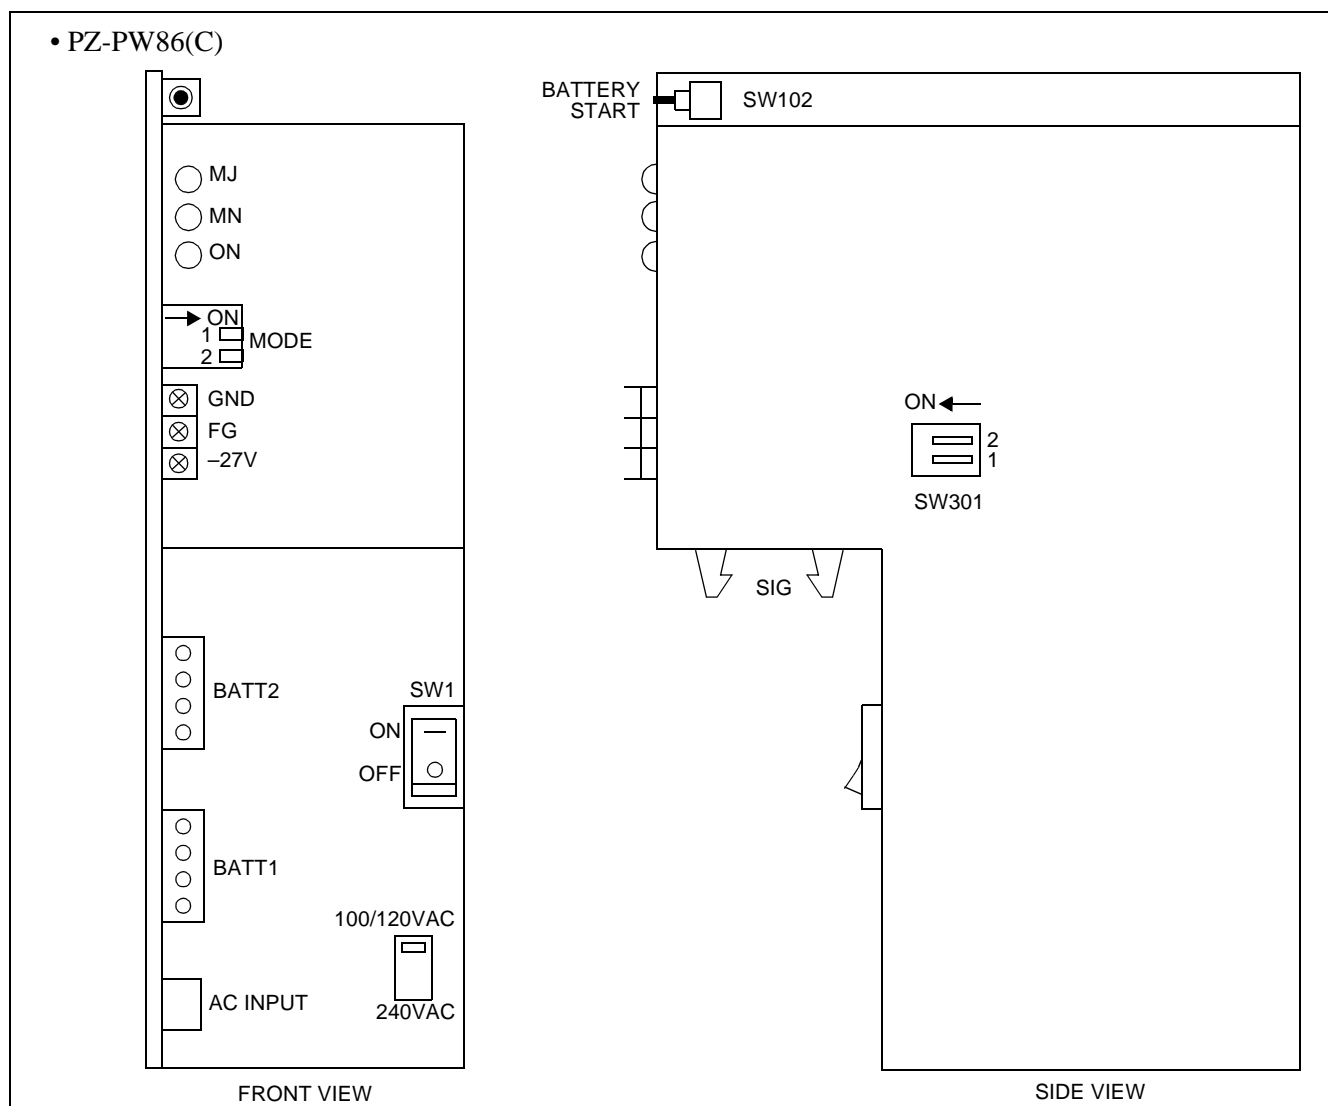 • PZ-PW86(C)
MJ
MN
ON
ON
1
2
MODE
GND
FG
–27V
BATT2
SW1
ON
OFF
BATT1
100/120VAC
240VAC
AC INPUT
FRONT VIEW
BATTERY
START
SW102
ON
2
1
SW301
SIG
SIDE VIEW